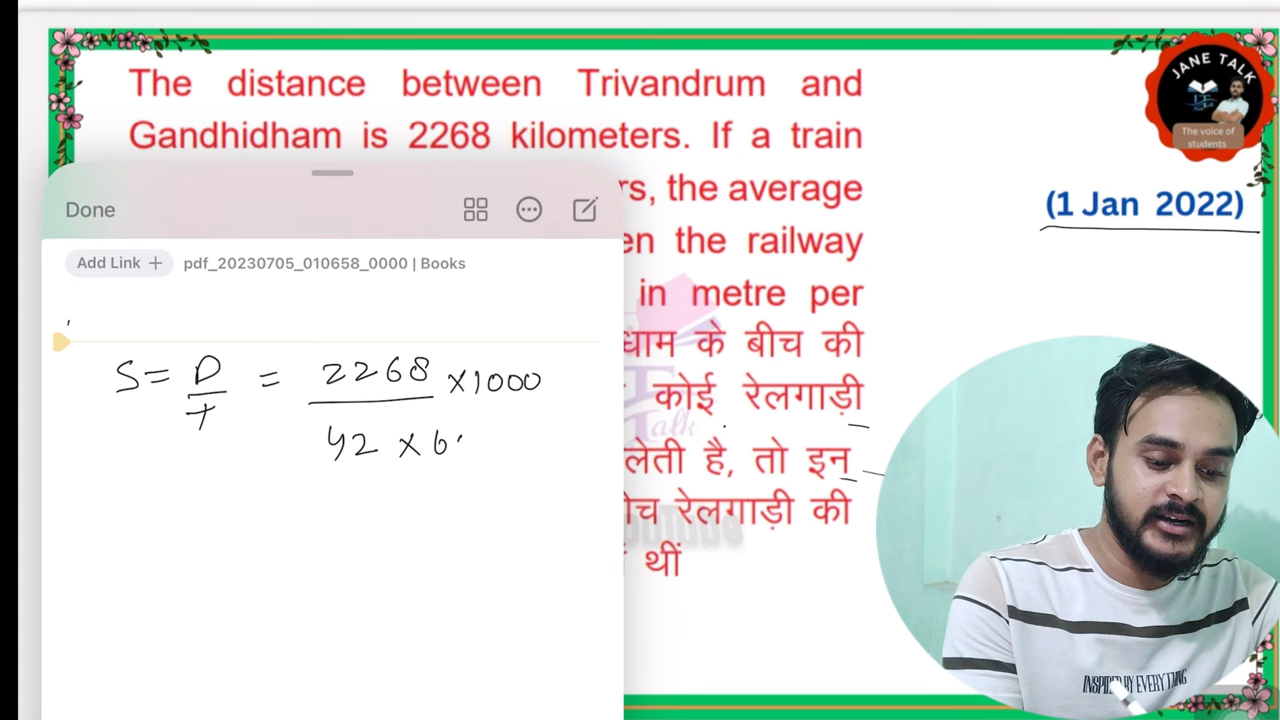 The distance between Trivandrum and
Gandhidham is 2268 kilometers. If a train
rs, the average
en the railway
in metre per
धाम के बीच की
कोई रेलगाड़ी
लेती है, तो इन
रेलगाड़ी की
थीं
(1 Jan 2022)
JANE TALK
The voice of
students
Done
Add Link +
pdf_20230705_010658_0000 | Books
S = D/T = 2268 × 1000
42 × 6
Talk
INSPIRED BY EVERYTHING